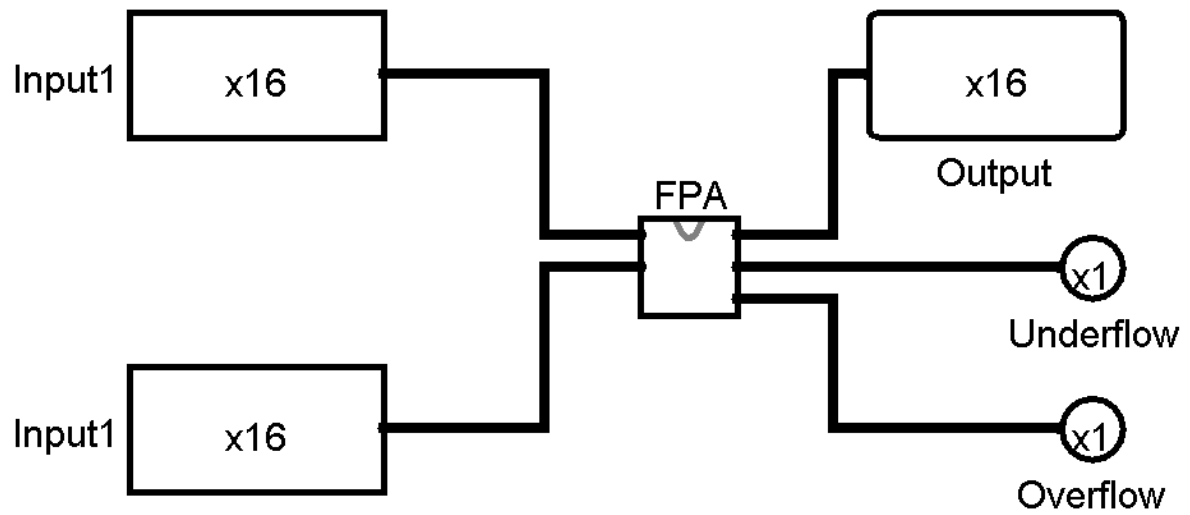 Input1
x16
x16
Output
FPA
x1
Underflow
Input1
x16
x1
Overflow